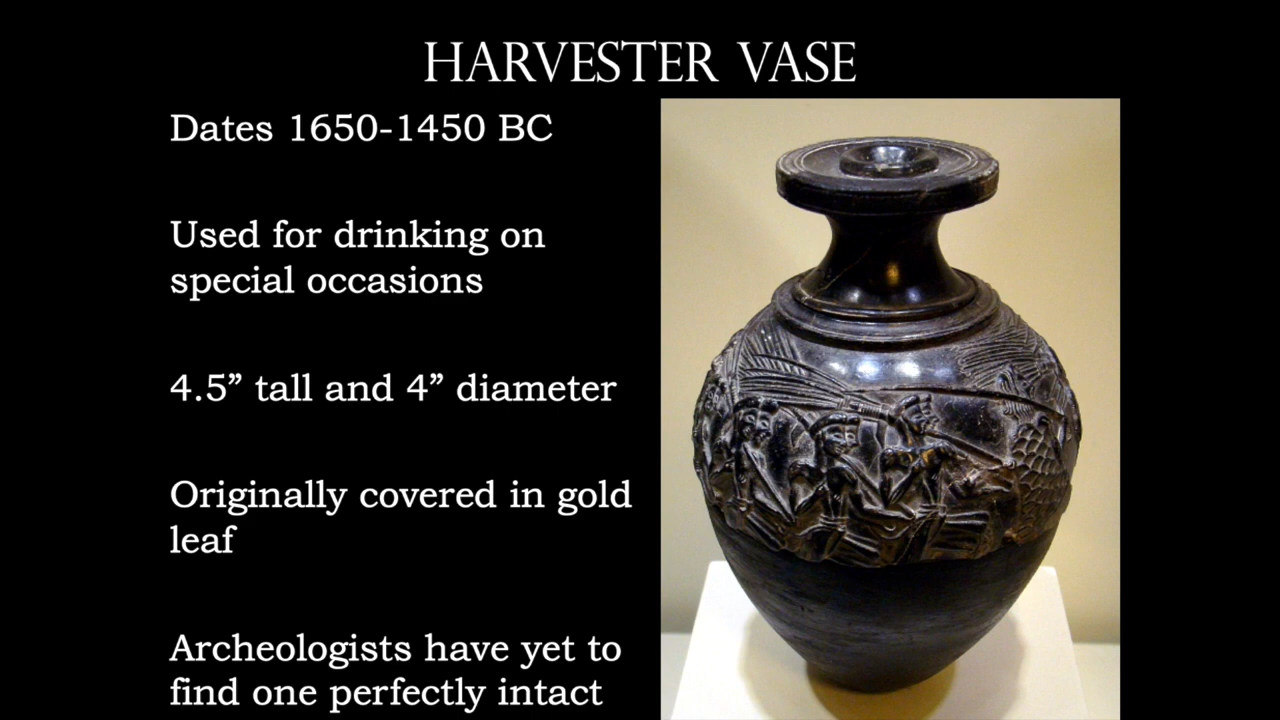 HARVESTER VASE
Dates 1650-1450 BC
Used for drinking on
special occasions
4.5” tall and 4” diameter
Originally covered in gold
leaf
Archeologists have yet to
find one perfectly intact